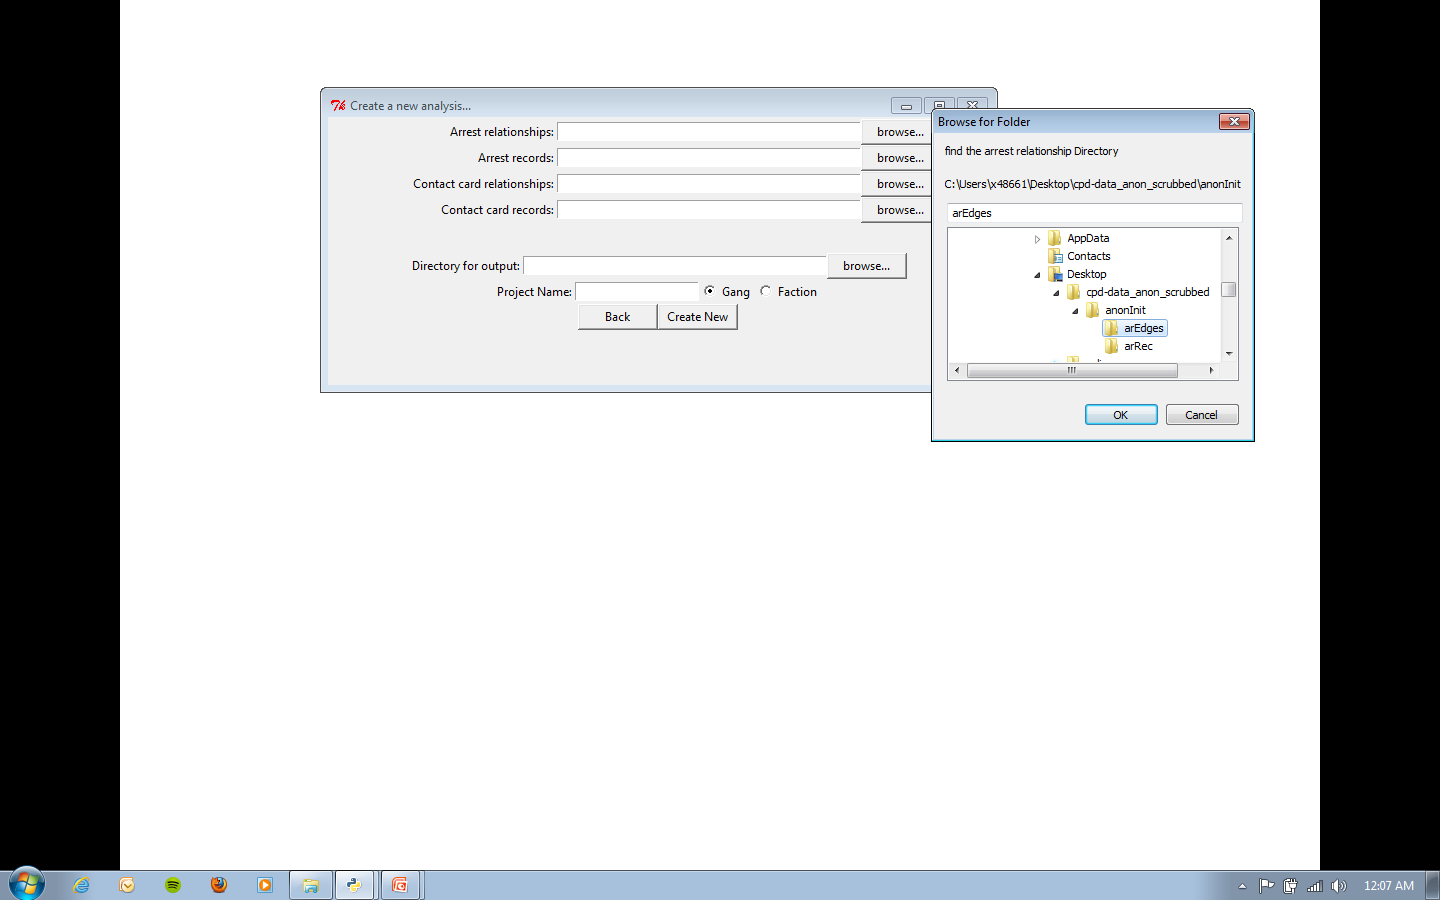 Create a new analysis...
Arrest relationships: browse...
Arrest records: browse...
Contact card relationships: browse...
Contact card records: browse...
Directory for output: browse...
Project Name: Gang Faction
Back Create New
Browse for Folder
find the arrest relationship Directory
C:\Users\x48661\Desktop\cpd-data_anon_scrubbed\anonInit
arEdges
AppData
Contacts
Desktop
cpd-data_anon_scrubbed
anonInit
arEdges
arRec
OK Cancel
12:07 AM